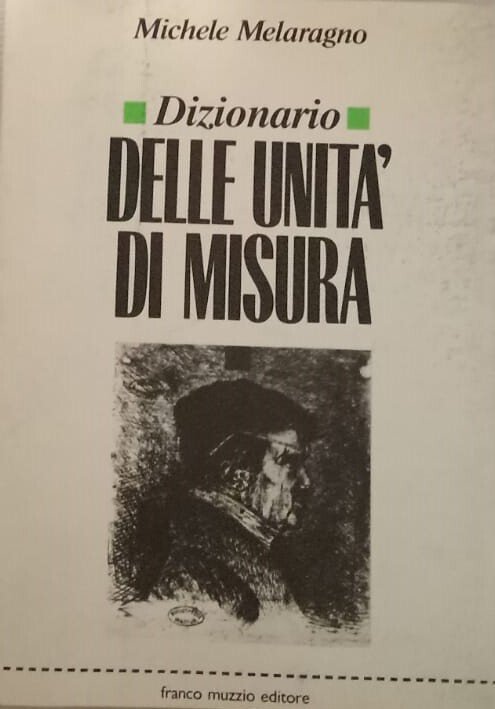 Michele Melaragno
Dizionario
DELLE UNITA'
DI MISURA
franco muzzio editore